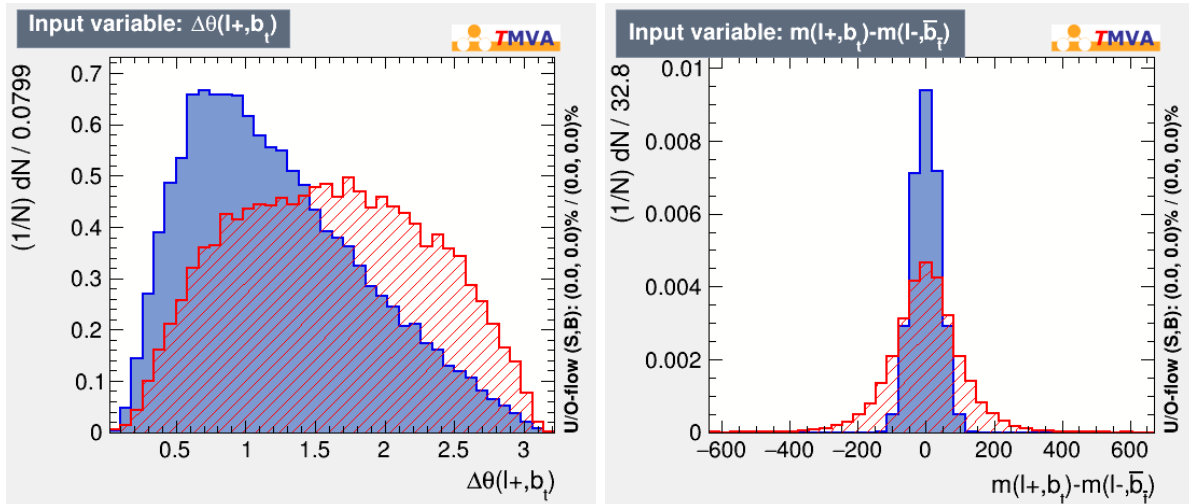 Input variable: Δθ(l+,b_t)
TMVA
(1/N) dN / 0.0799
0.7
0.6
0.5
0.4
0.3
0.2
0.1
0
0.5 1 1.5 2 2.5 3
Δθ(l+,b_t)
U/O-flow (S,B): (0.0, 0.0)% / (0.0, 0.0)%
Input variable: m(l+,b_t)-m(l-,b̅_t̅)
TMVA
(1/N) dN / 32.8
0.01
0.008
0.006
0.004
0.002
0
−600 −400 −200 0 200 400 600
m(l+,b_t)-m(l-,b̅_t̅)
U/O-flow (S,B): (0.0, 0.0)% / (0.0, 0.0)%